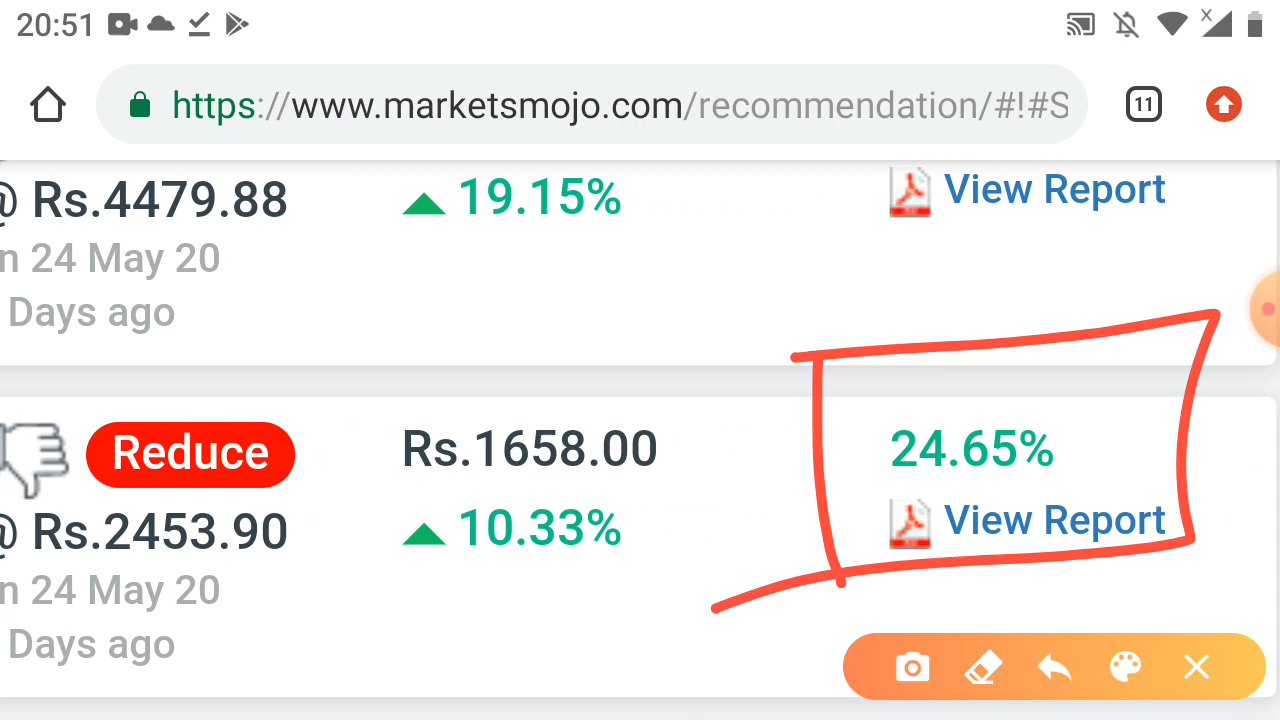 20:51
https://www.marketsmojo.com/recommendation/#!#S
11
@ Rs.4479.88
19.15%
View Report
n 24 May 20
Days ago
Reduce
Rs.1658.00
24.65%
@ Rs.2453.90
10.33%
View Report
n 24 May 20
Days ago